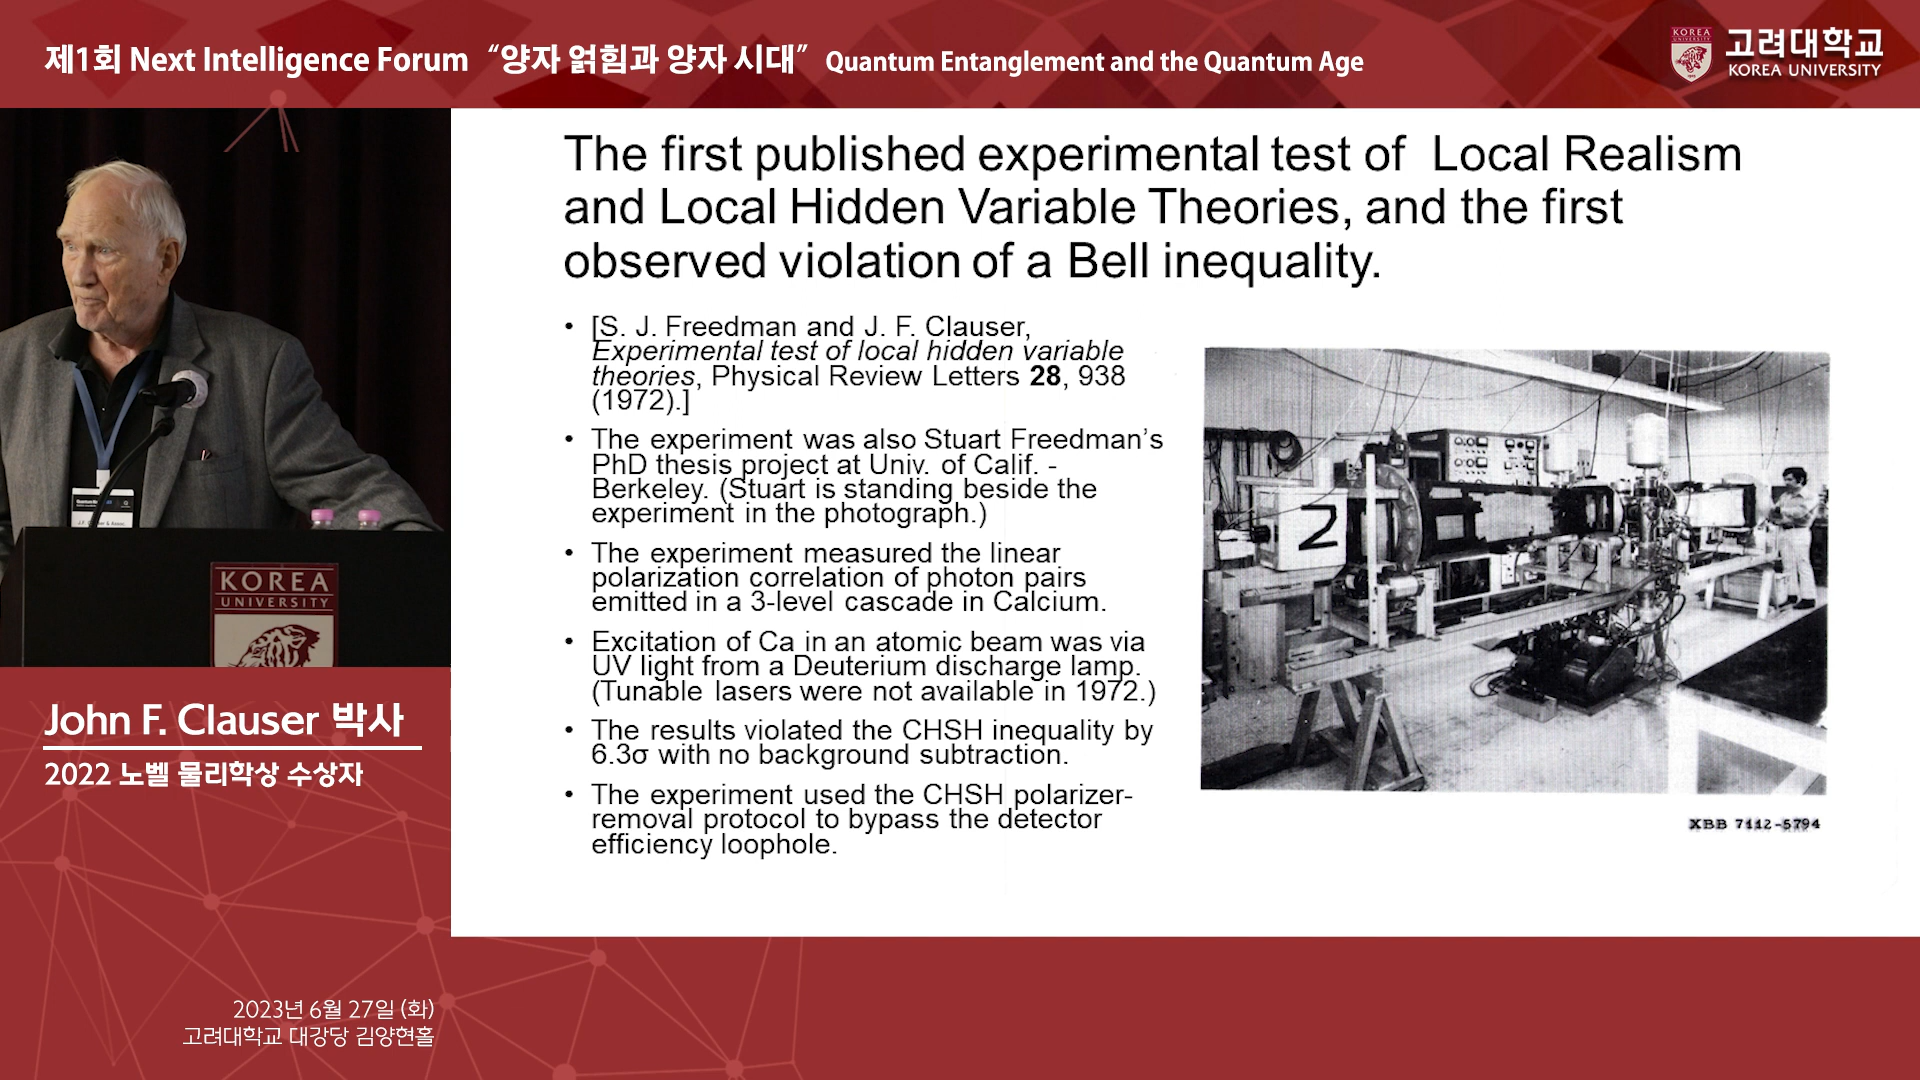 제1회 Next Intelligence Forum “양자 얽힘과 양자 시대” Quantum Entanglement and the Quantum Age
KOREA
UNIVERSITY
고려대학교
KOREA UNIVERSITY
The first published experimental test of Local Realism
and Local Hidden Variable Theories, and the first
observed violation of a Bell inequality.
• [S. J. Freedman and J. F. Clauser,
Experimental test of local hidden variable
theories, Physical Review Letters 28, 938
(1972).]
• The experiment was also Stuart Freedman’s
PhD thesis project at Univ. of Calif. -
Berkeley. (Stuart is standing beside the
experiment in the photograph.)
• The experiment measured the linear
polarization correlation of photon pairs
emitted in a 3-level cascade in Calcium.
• Excitation of Ca in an atomic beam was via
UV light from a Deuterium discharge lamp.
(Tunable lasers were not available in 1972.)
• The results violated the CHSH inequality by
6.3σ with no background subtraction.
• The experiment used the CHSH polarizer-
removal protocol to bypass the detector
efficiency loophole.
XBB 7112-5794
KOREA
UNIVERSITY
John F. Clauser 박사
2022 노벨 물리학상 수상자
2023년 6월 27일 (화)
고려대학교 대강당 김양현홀